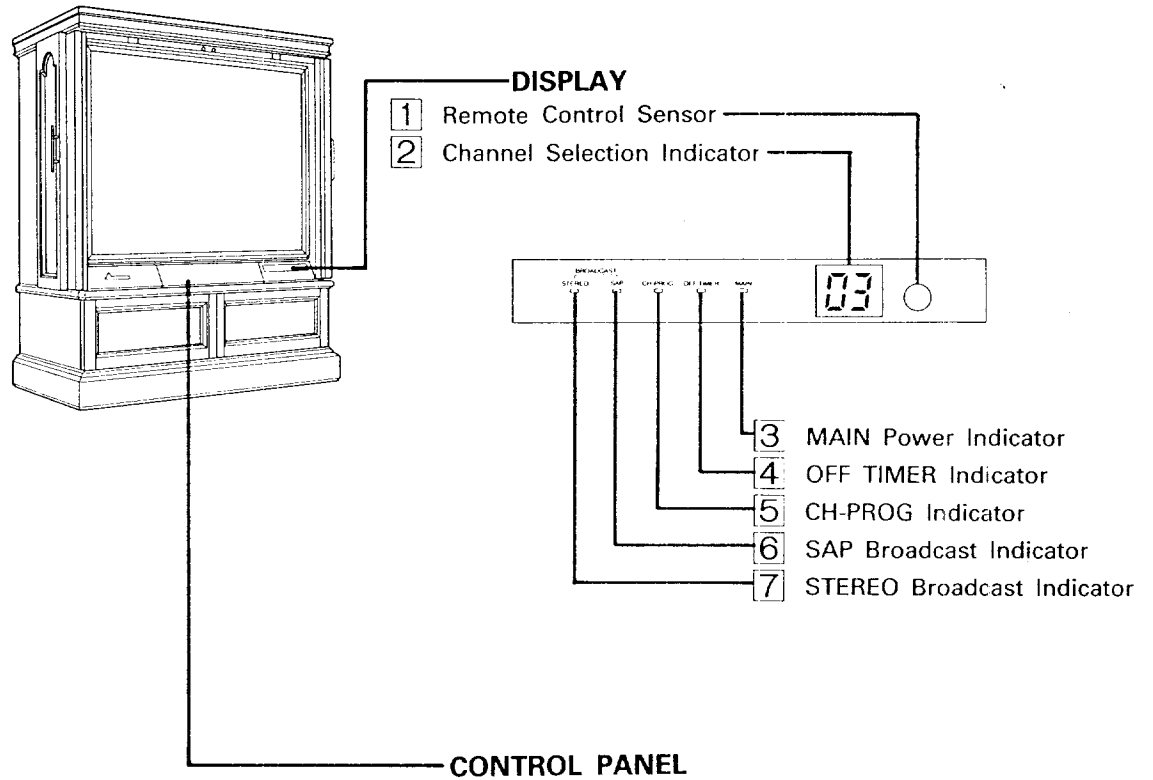 DISPLAY
1 Remote Control Sensor
2 Channel Selection Indicator
BROADCAST
STEREO SAP CH-PROG OFF TIMER MAIN
03
3 MAIN Power Indicator
4 OFF TIMER Indicator
5 CH-PROG Indicator
6 SAP Broadcast Indicator
7 STEREO Broadcast Indicator
CONTROL PANEL